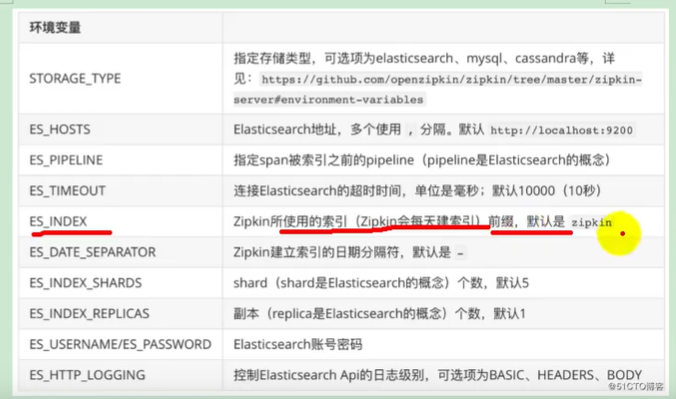 环境变量
STORAGE_TYPE
指定存储类型，可选项为elasticsearch、mysql、cassandra等，详
见：https://github.com/openzipkin/zipkin/tree/master/zipkin-
server#environment-variables
ES_HOSTS
Elasticsearch地址，多个使用 , 分隔。默认 http://localhost:9200
ES_PIPELINE
指定span被索引之前的pipeline（pipeline是Elasticsearch的概念）
ES_TIMEOUT
连接Elasticsearch的超时时间，单位是毫秒；默认10000（10秒）
ES_INDEX
Zipkin所使用的索引（Zipkin会每天建索引）前缀，默认是 zipkin
ES_DATE_SEPARATOR
Zipkin建立索引的日期分隔符，默认是 -
ES_INDEX_SHARDS
shard（shard是Elasticsearch的概念）个数，默认5
ES_INDEX_REPLICAS
副本（replica是Elasticsearch的概念）个数，默认1
ES_USERNAME/ES_PASSWORD
Elasticsearch账号密码
ES_HTTP_LOGGING
控制Elasticsearch Api的日志级别，可选项为BASIC、HEADERS、BODY
@51CTO博客